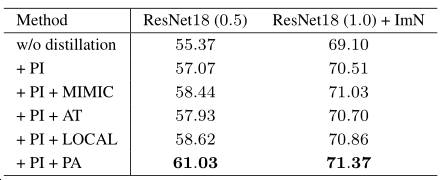 Method ResNet18 (0.5) ResNet18 (1.0) + ImN
w/o distillation 55.37 69.10
+ PI 57.07 70.51
+ PI + MIMIC 58.44 71.03
+ PI + AT 57.93 70.70
+ PI + LOCAL 58.62 70.86
+ PI + PA 61.03 71.37